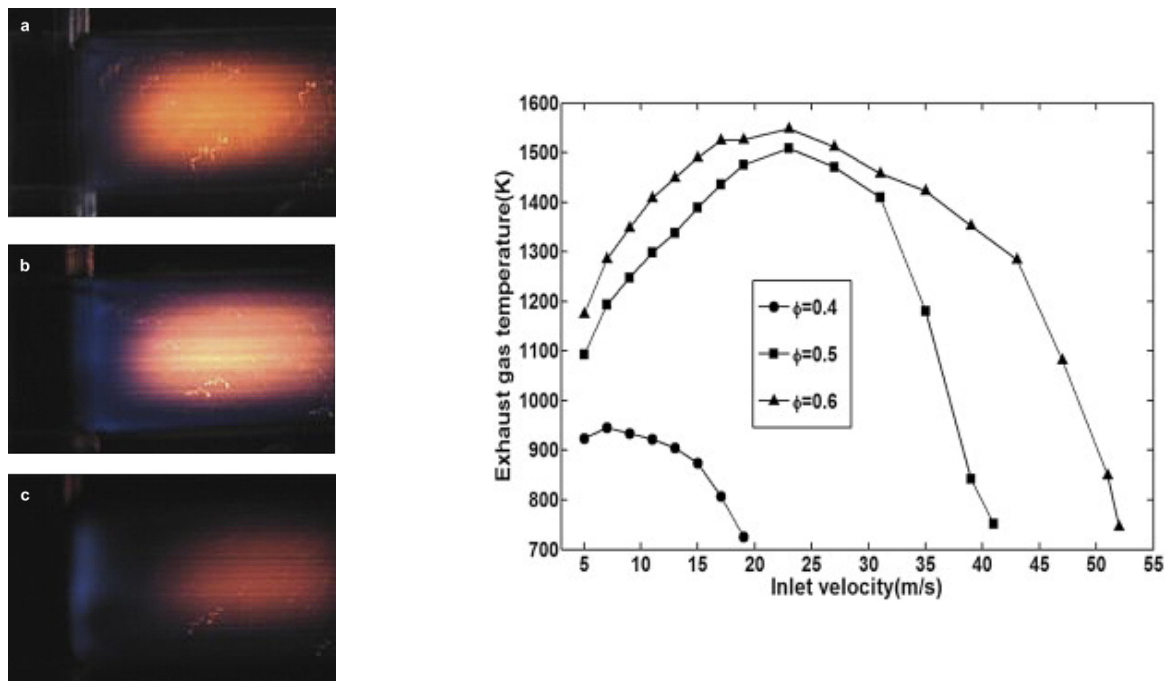 a
b
c
Exhaust gas temperature(K)
1600
1500
1400
1300
1200
1100
1000
900
800
700
ϕ=0.4
ϕ=0.5
ϕ=0.6
5 10 15 20 25 30 35 40 45 50 55
Inlet velocity(m/s)